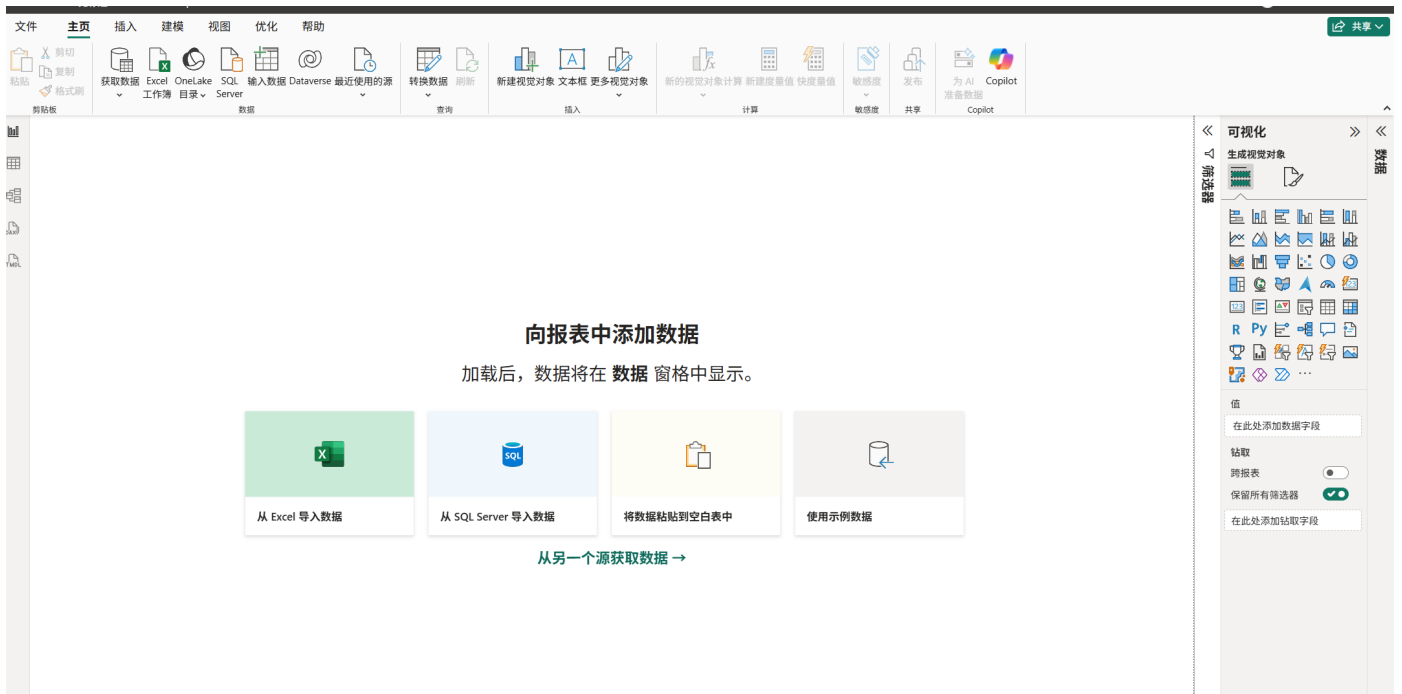 文件 主页 插入 建模 视图 优化 帮助
共享
粘贴
剪切
复制
格式刷
剪贴板
获取数据
Excel
工作簿
OneLake
目录
SQL
Server
输入数据
Dataverse
最近使用的源
数据
转换数据
刷新
查询
新建视觉对象
文本框
更多视觉对象
插入
新的视觉对象计算
新建度量值
快度量值
计算
敏感度
敏感度
发布
共享
为 AI
准备数据
Copilot
Copilot
筛选器
可视化
生成视觉对象
数据
123
123
R
Py
向报表中添加数据
加载后，数据将在 数据 窗格中显示。
从 Excel 导入数据
SQL
从 SQL Server 导入数据
将数据粘贴到空白表中
使用示例数据
从另一个源获取数据 →
值
在此处添加数据字段
钻取
跨报表
保留所有筛选器
在此处添加钻取字段